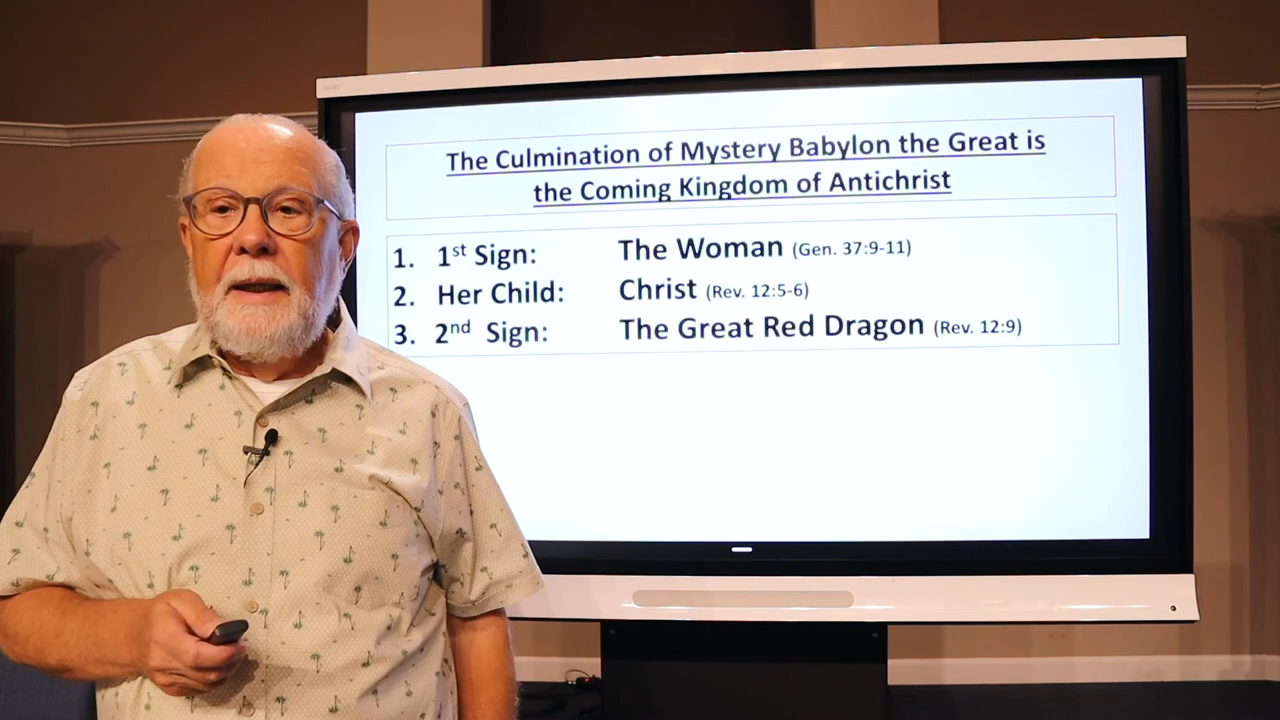 The Culmination of Mystery Babylon the Great is
the Coming Kingdom of Antichrist
1. 1st Sign: The Woman (Gen. 37:9-11)
2. Her Child: Christ (Rev. 12:5-6)
3. 2nd Sign: The Great Red Dragon (Rev. 12:9)